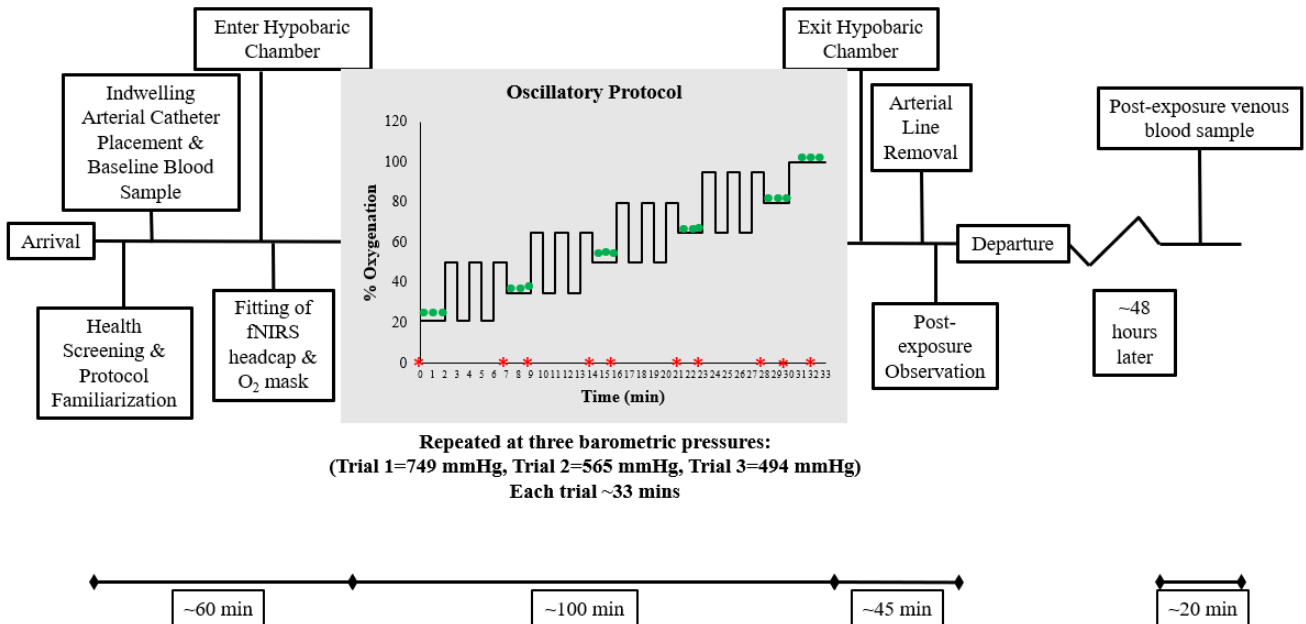 Enter Hypobaric
Chamber
Exit Hypobaric
Chamber
Indwelling
Arterial Catheter
Placement &
Baseline Blood
Sample
Oscillatory Protocol
Arterial
Line
Removal
Post-exposure venous
blood sample
Arrival
Departure
% Oxygenation
120
100
80
60
40
20
0
0 1 2 3 4 5 6 7 8 9 10 11 12 13 14 15 16 17 18 19 20 21 22 23 24 25 26 27 28 29 30 31 32 33
Time (min)
Health
Screening &
Protocol
Familiarization
Fitting of
fNIRS
headcap &
O₂ mask
Post-
exposure
Observation
~48
hours
later
Repeated at three barometric pressures:
(Trial 1=749 mmHg, Trial 2=565 mmHg, Trial 3=494 mmHg)
Each trial ~33 mins
~60 min
~100 min
~45 min
~20 min